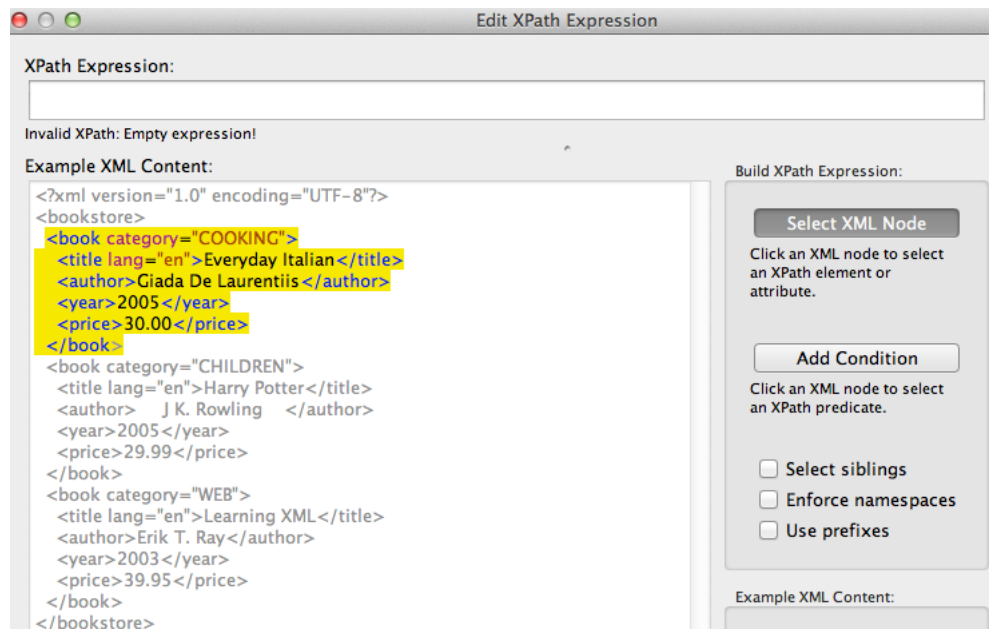 Edit XPath Expression
XPath Expression:
Invalid XPath: Empty expression!
Example XML Content:
<?xml version="1.0" encoding="UTF-8"?>
<bookstore>
<book category="COOKING">
<title lang="en">Everyday Italian</title>
<author>Giada De Laurentiis</author>
<year>2005</year>
<price>30.00</price>
</book>
<book category="CHILDREN">
<title lang="en">Harry Potter</title>
<author>    J K. Rowling    </author>
<year>2005</year>
<price>29.99</price>
</book>
<book category="WEB">
<title lang="en">Learning XML</title>
<author>Erik T. Ray</author>
<year>2003</year>
<price>39.95</price>
</book>
</bookstore>
Build XPath Expression:
Select XML Node
Click an XML node to select
an XPath element or
attribute.
Add Condition
Click an XML node to select
an XPath predicate.
Select siblings
Enforce namespaces
Use prefixes
Example XML Content: